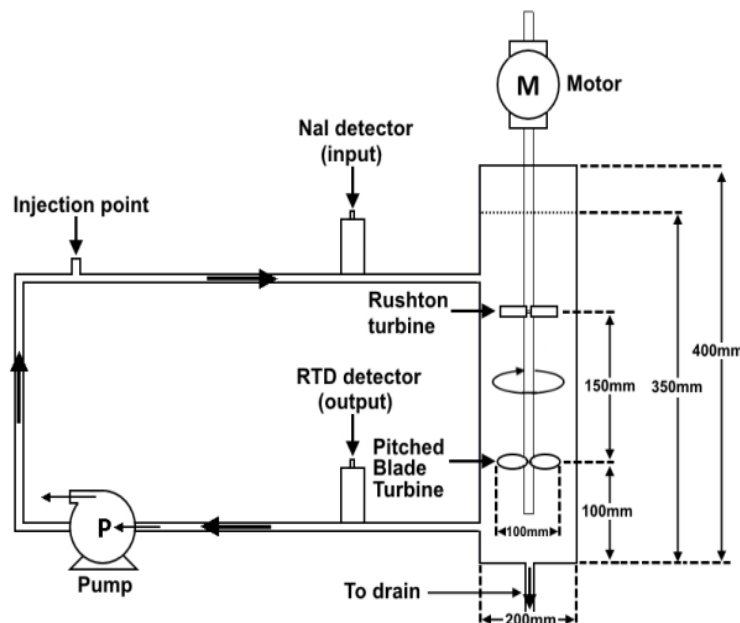 M
Motor
NaI detector
(input)
Injection point
Rushton
turbine
400mm
350mm
150mm
RTD detector
(output)
Pitched
Blade
Turbine
100mm
100mm
P
Pump
To drain
200mm